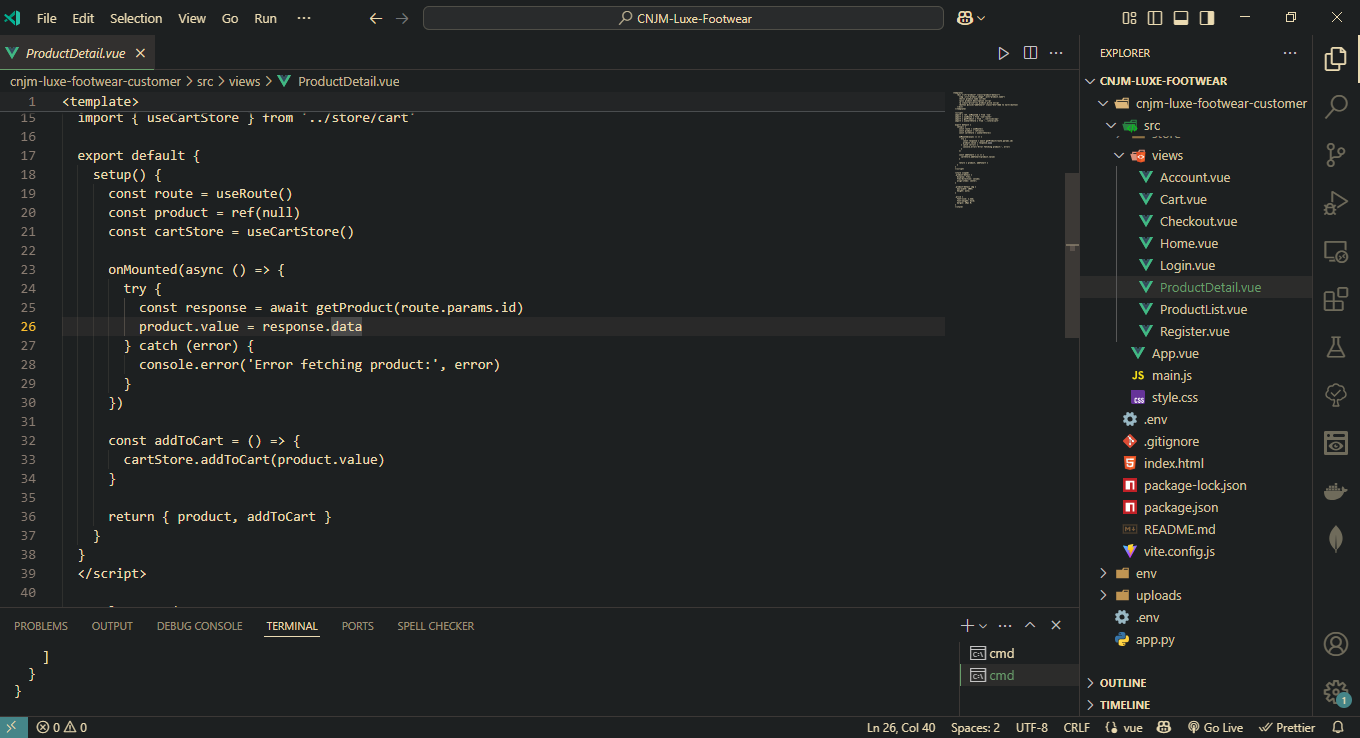 File Edit Selection View Go Run ···
CNJM-Luxe-Footwear
ProductDetail.vue
cnjm-luxe-footwear-customer > src > views > ProductDetail.vue
1 <template>
15 import { useCartStore } from '../store/cart'
16
17 export default {
18 setup() {
19 const route = useRoute()
20 const product = ref(null)
21 const cartStore = useCartStore()
22
23 onMounted(async () => {
24 try {
25 const response = await getProduct(route.params.id)
26 product.value = response.data
27 } catch (error) {
28 console.error('Error fetching product:', error)
29 }
30 })
31
32 const addToCart = () => {
33 cartStore.addToCart(product.value)
34 }
35
36 return { product, addToCart }
37 }
38 }
39 </script>
40
PROBLEMS OUTPUT DEBUG CONSOLE TERMINAL PORTS SPELL CHECKER
]
}
}
cmd
cmd
EXPLORER
CNJM-LUXE-FOOTWEAR
cnjm-luxe-footwear-customer
src
store
views
Account.vue
Cart.vue
Checkout.vue
Home.vue
Login.vue
ProductDetail.vue
ProductList.vue
Register.vue
App.vue
JS main.js
CSS style.css
.env
.gitignore
index.html
package-lock.json
package.json
README.md
vite.config.js
env
uploads
.env
app.py
OUTLINE
TIMELINE
1
0 0
Ln 26, Col 40 Spaces: 2 UTF-8 CRLF {} vue Go Live Prettier